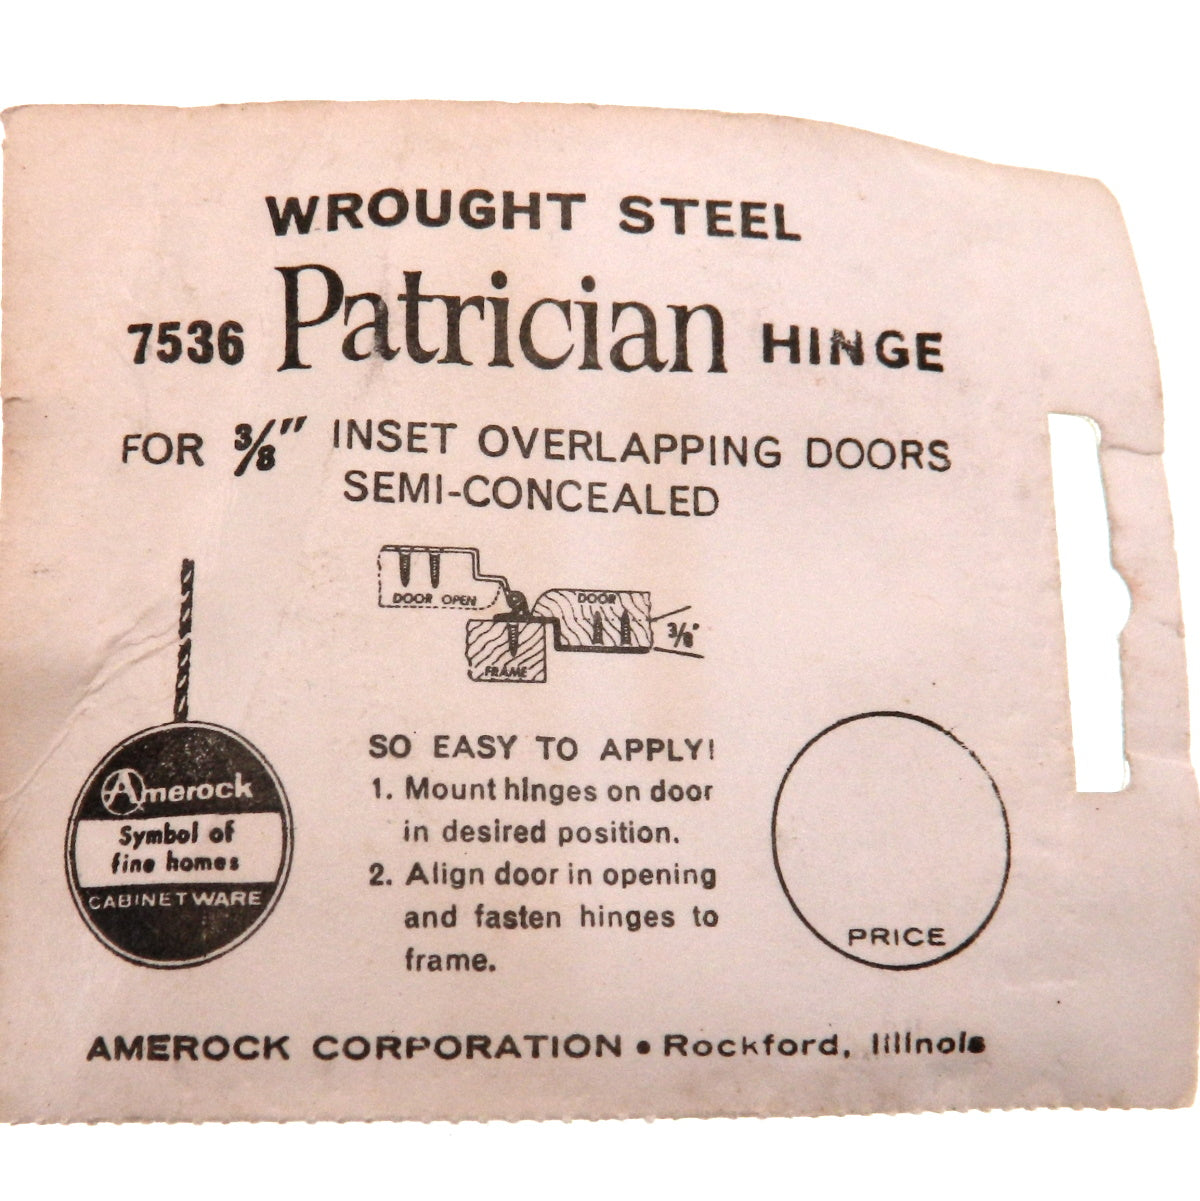 WROUGHT STEEL
7536 Patrician HINGE
FOR 3/8" INSET OVERLAPPING DOORS
SEMI-CONCEALED
DOOR OPEN
DOOR
3/8"
FRAME
SO EASY TO APPLY!
1. Mount hinges on door
in desired position.
2. Align door in opening
and fasten hinges to
frame.
Amerock
Symbol of
fine homes
CABINETWARE
PRICE
AMEROCK CORPORATION • Rockford, Illinois